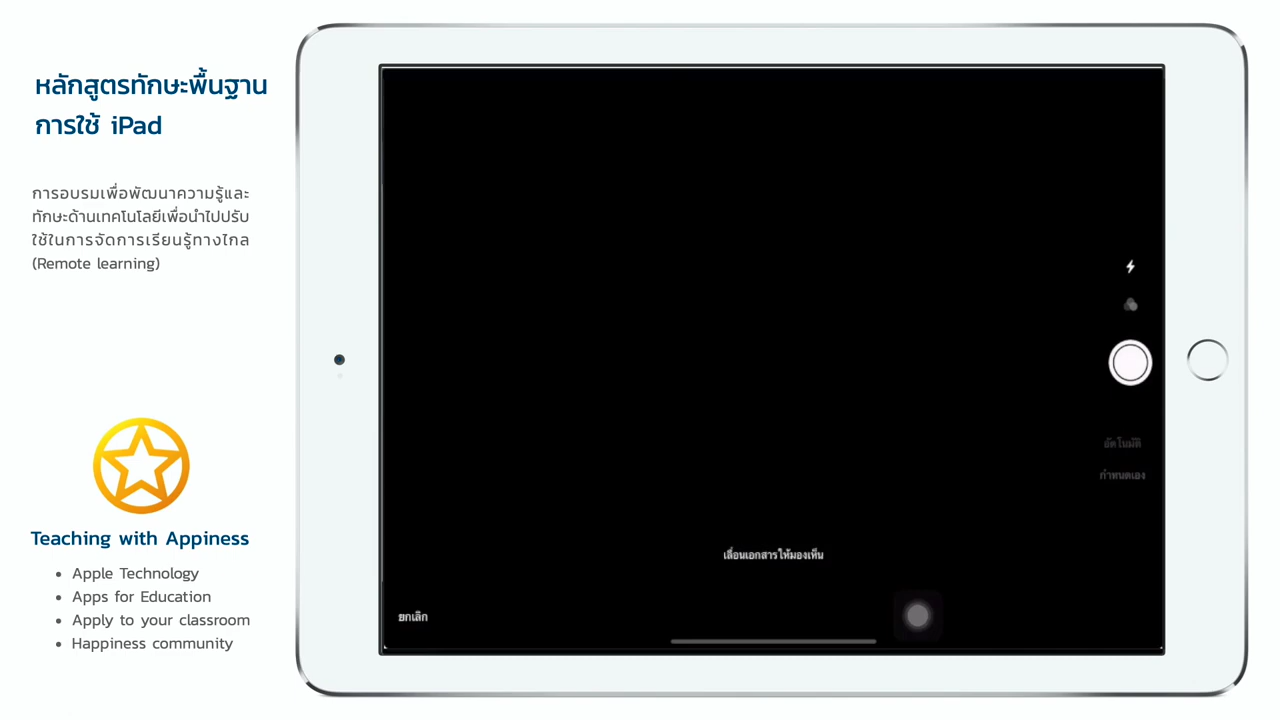 หลักสูตรทักษะพื้นฐาน
การใช้ iPad
การอบรมเพื่อพัฒนาความรู้และ
ทักษะด้านเทคโนโลยีเพื่อนำไปปรับ
ใช้ในการจัดการเรียนรู้ทางไกล
(Remote learning)
Teaching with Appiness
• Apple Technology
• Apps for Education
• Apply to your classroom
• Happiness community
อัตโนมัติ
กำหนดเอง
เลื่อนเอกสารให้มองเห็น
ยกเลิก